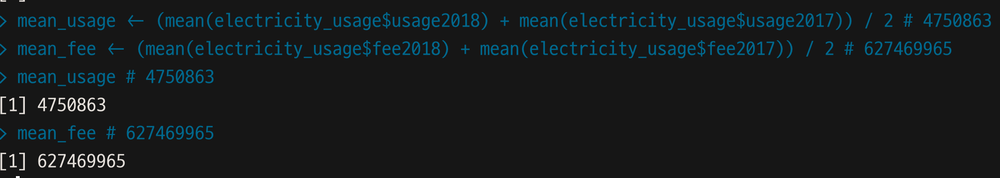 > mean_usage <- (mean(electricity_usage$usage2018) + mean(electricity_usage$usage2017)) / 2 # 4750863
> mean_fee <- (mean(electricity_usage$fee2018) + mean(electricity_usage$fee2017)) / 2 # 627469965
> mean_usage # 4750863
[1] 4750863
> mean_fee # 627469965
[1] 627469965